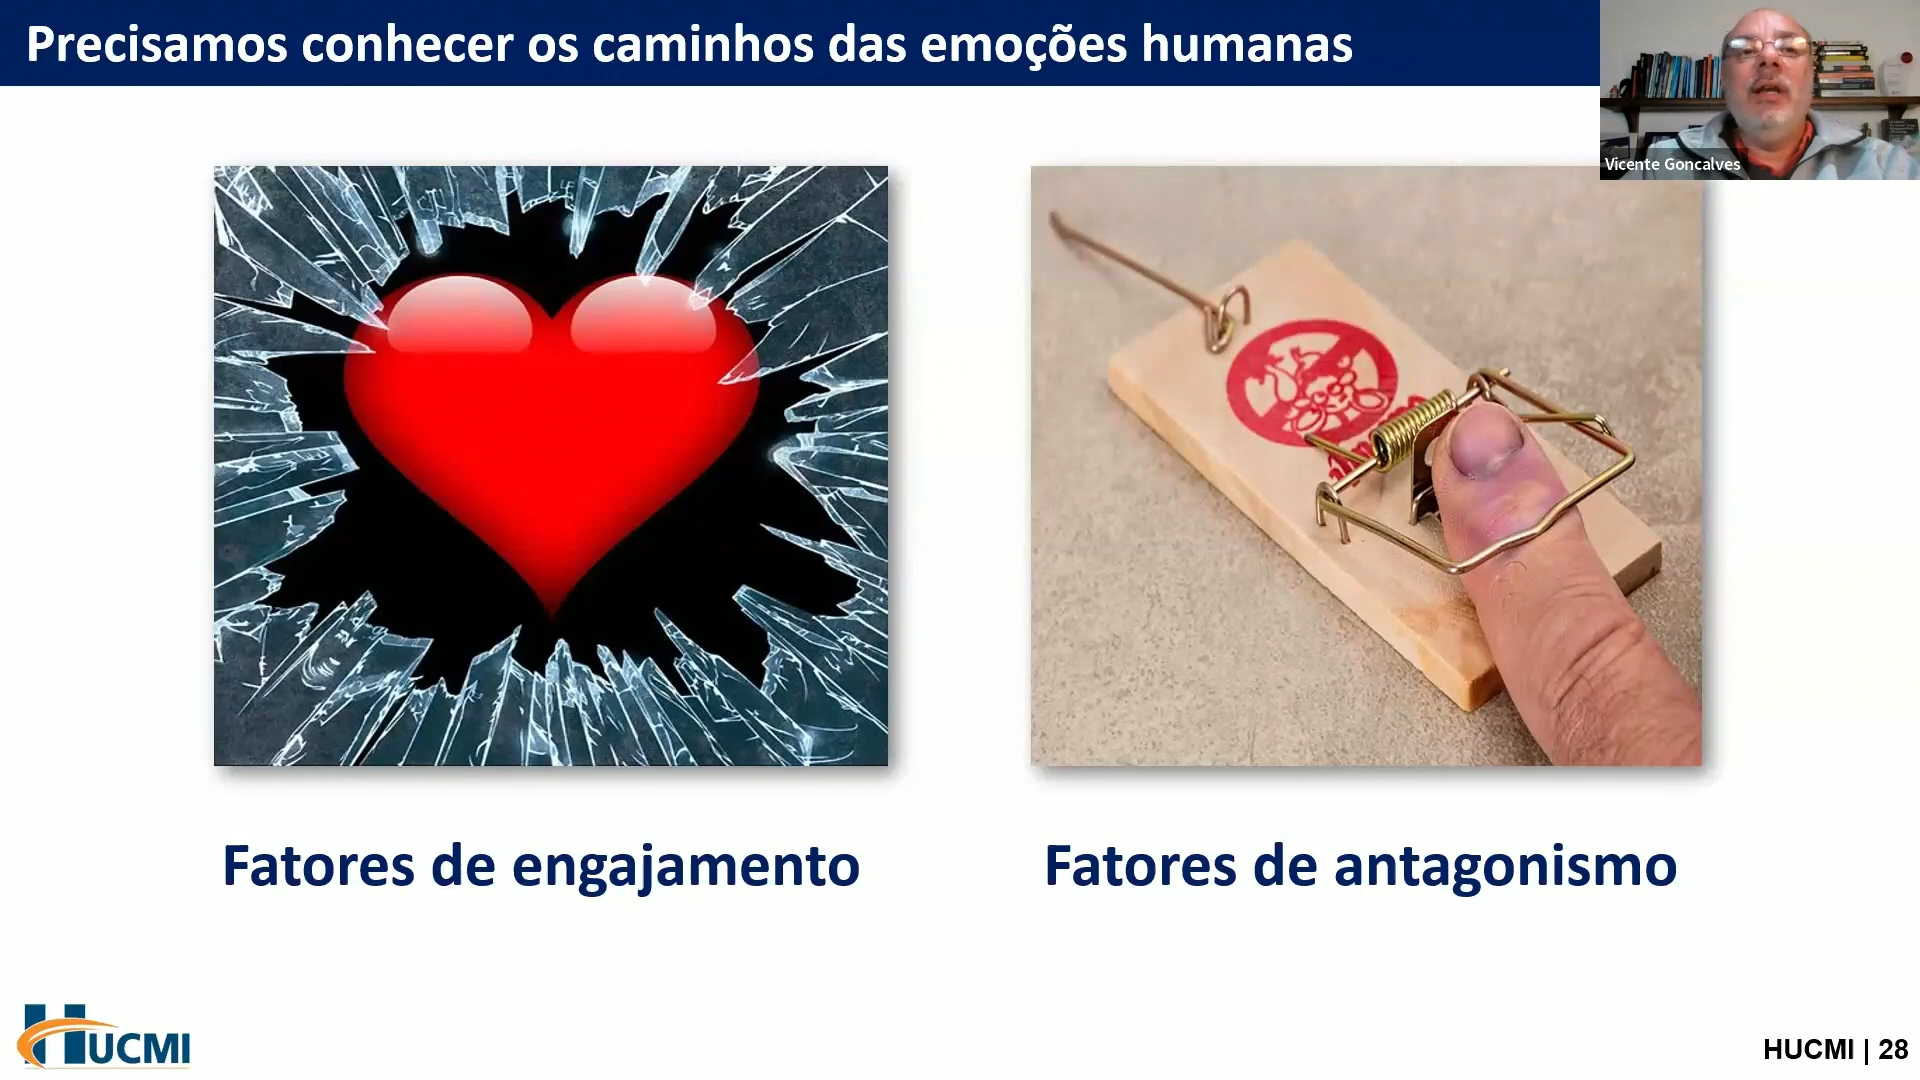 Precisamos conhecer os caminhos das emoções humanas
Vicente Goncalves
Fatores de engajamento
Fatores de antagonismo
HUCMI
HUCMI | 28